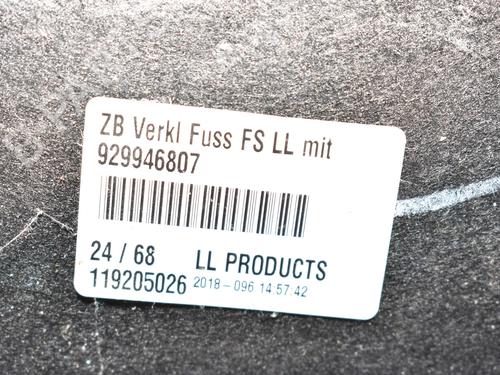 ZB Verkl Fuss FS LL mit
929946807
24 / 68 LL PRODUCTS
119205026 2018-096 14:57:42